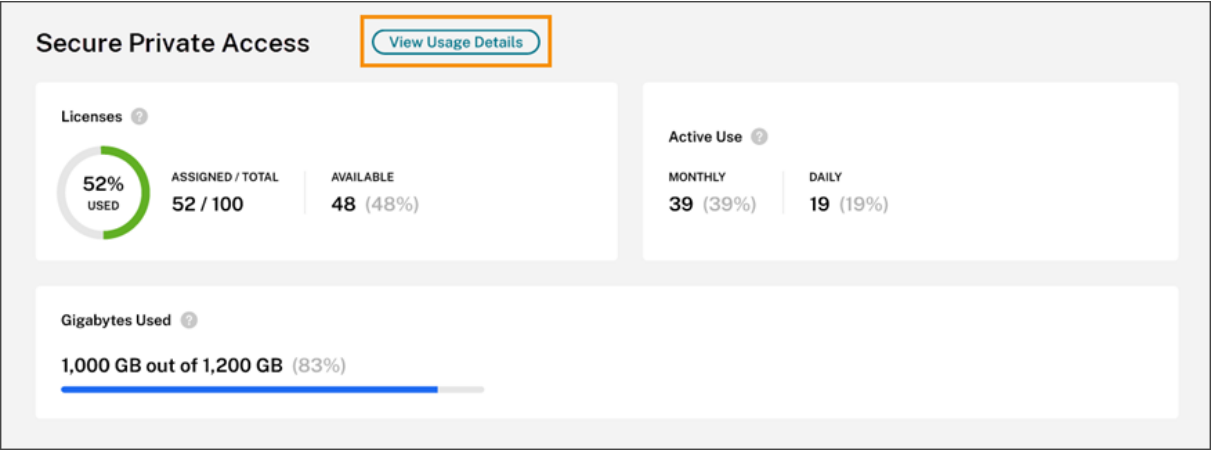 Secure Private Access
View Usage Details
Licenses ?
52%
USED
ASSIGNED / TOTAL
52 / 100
AVAILABLE
48 (48%)
Active Use ?
MONTHLY
39 (39%)
DAILY
19 (19%)
Gigabytes Used ?
1,000 GB out of 1,200 GB (83%)